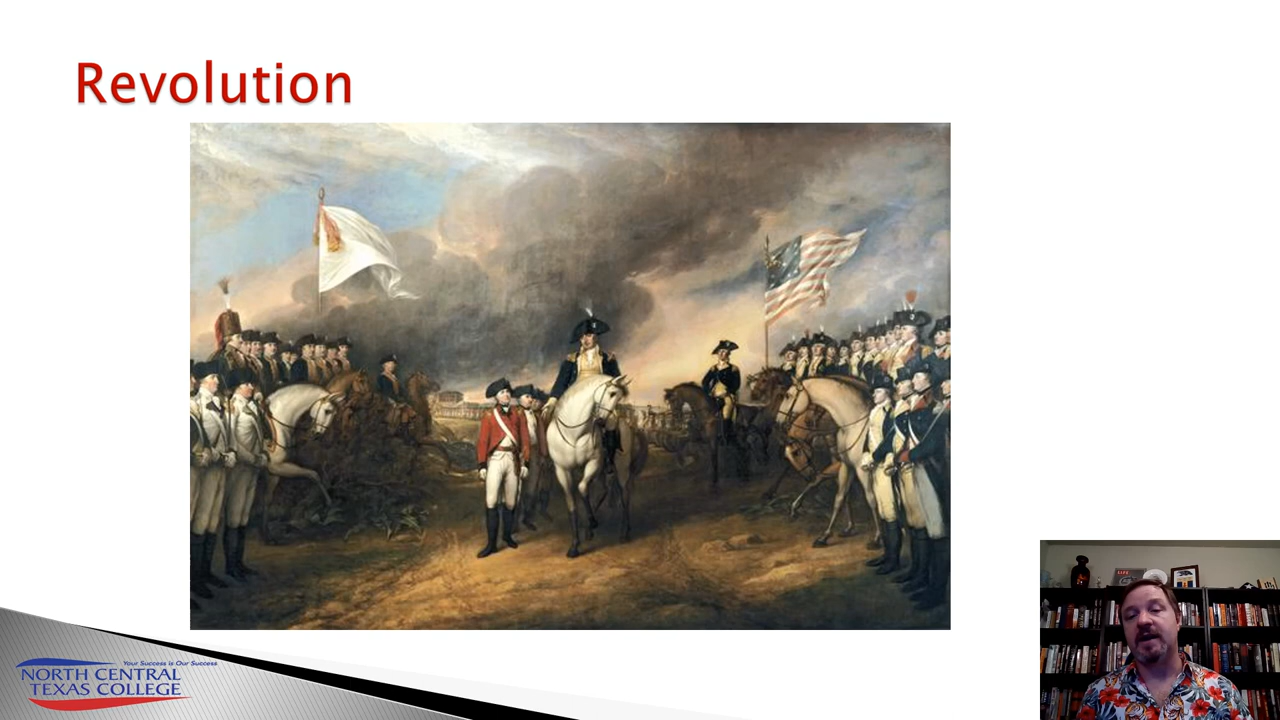 Revolution
Your Success is Our Success
NORTH CENTRAL
TEXAS COLLEGE